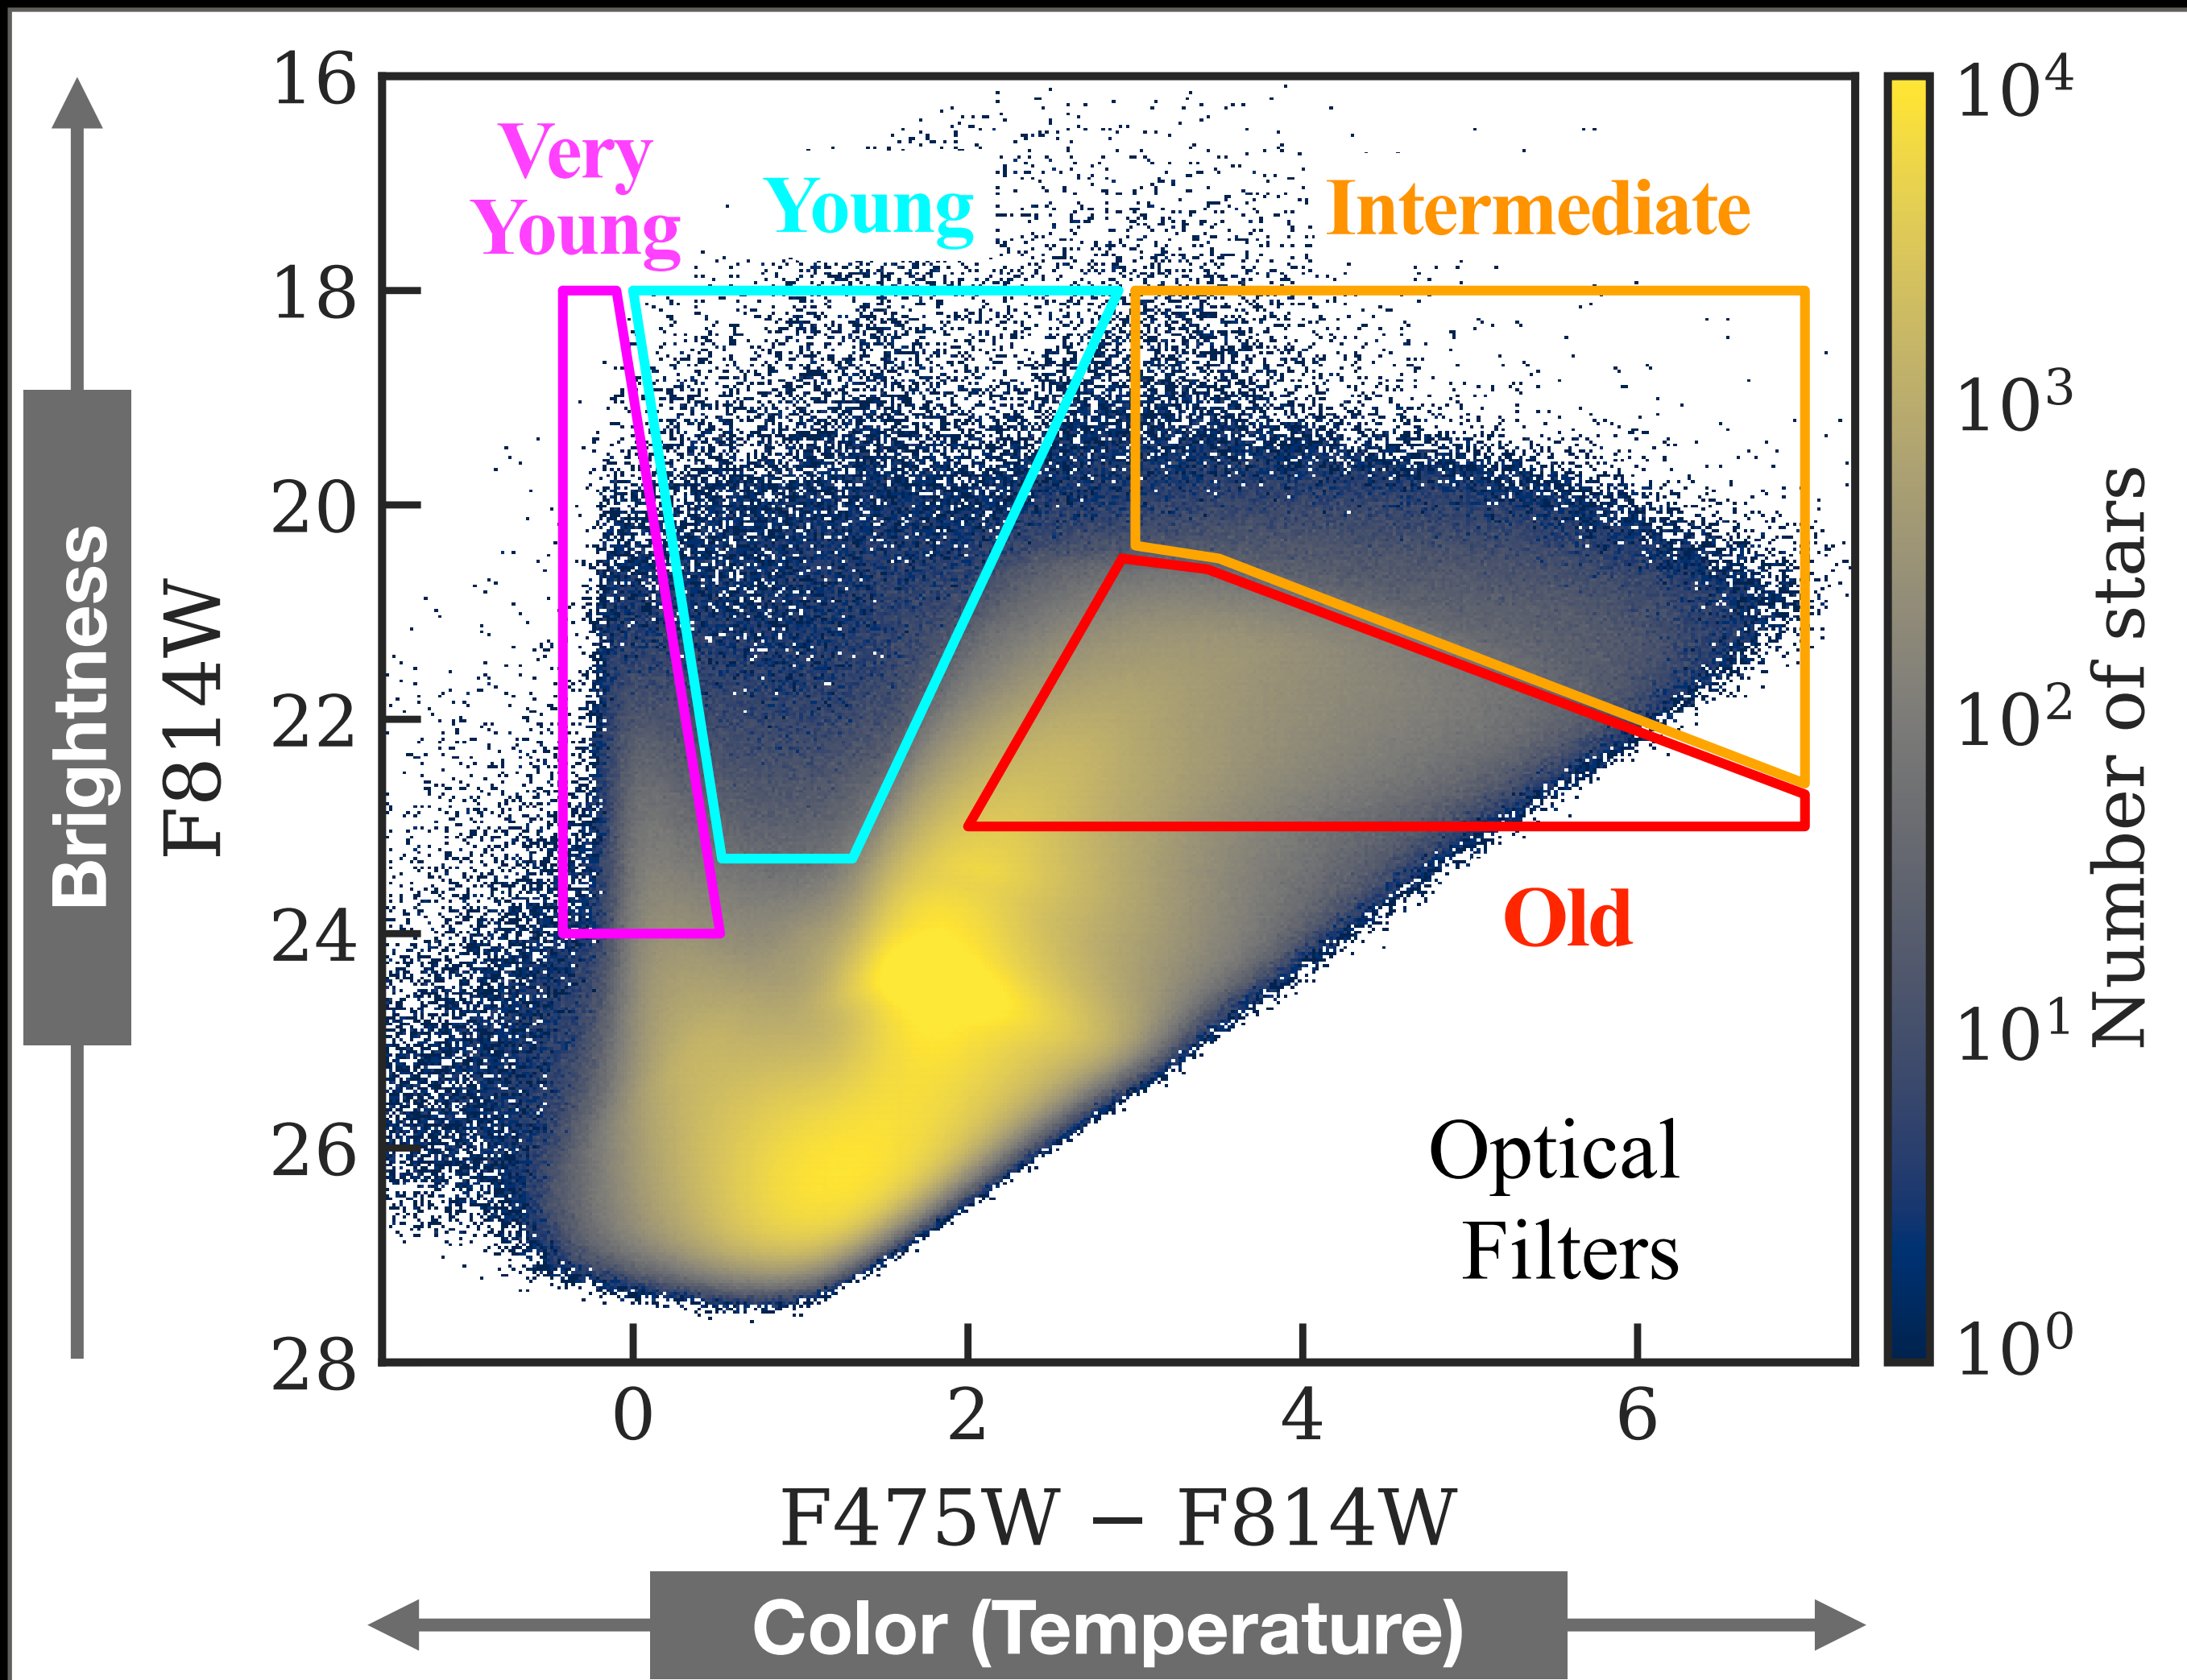 Very
Young
Young
Intermediate
Old
Optical
Filters
16
18
20
22
24
26
28
Brightness
F814W
0
2
4
6
F475W − F814W
Color (Temperature)
10⁴
10³
10²
10¹
10⁰
Number of stars